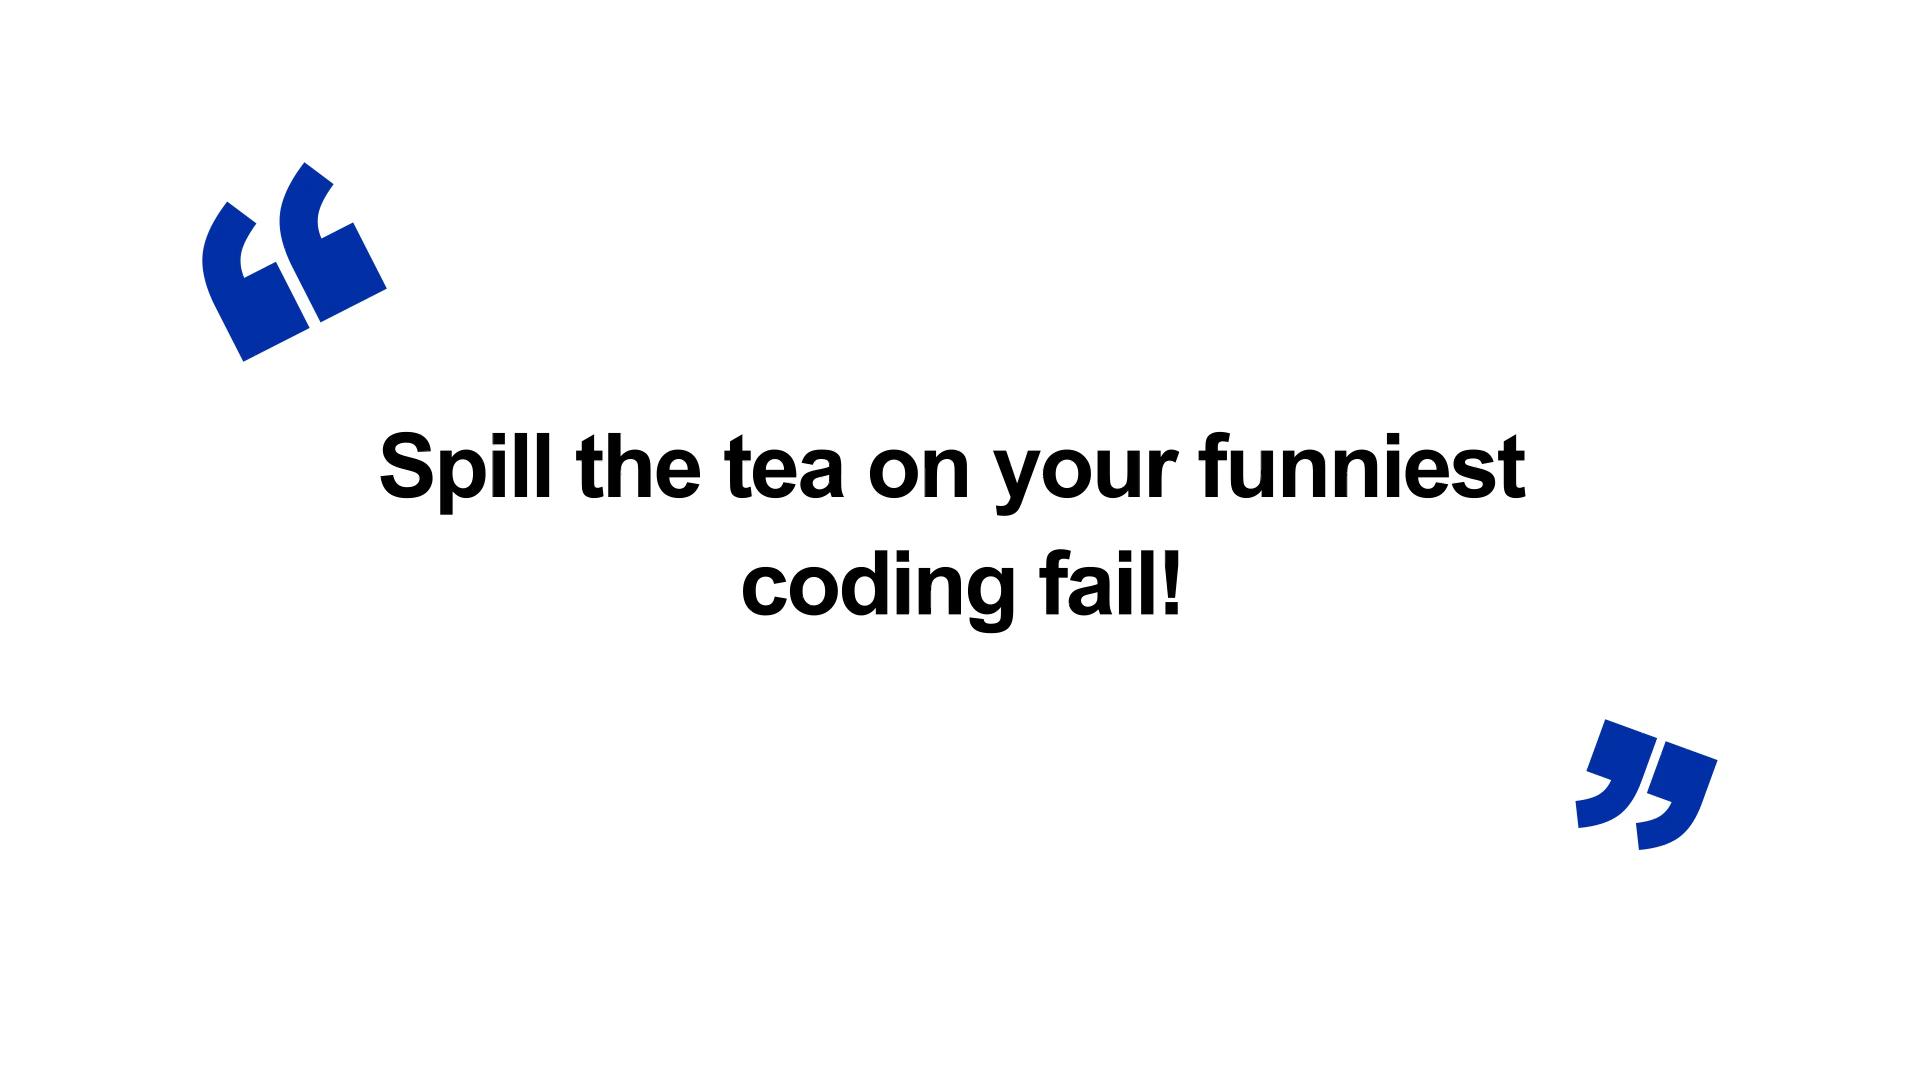 “
Spill the tea on your funniest
coding fail!
”